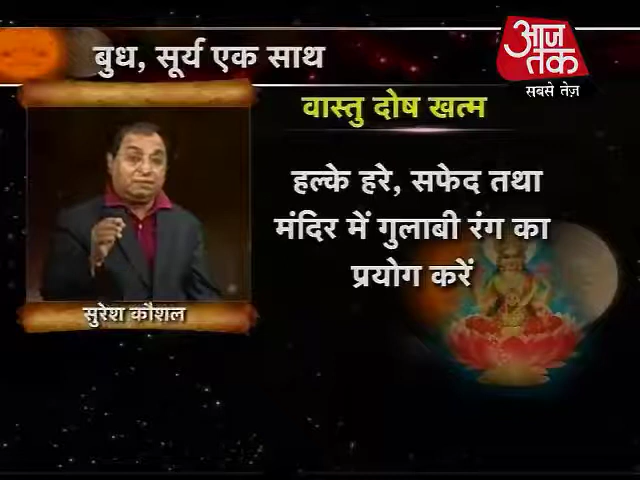 बुध, सूर्य एक साथ
आज
तक
सबसे तेज़
वास्तु दोष खत्म
हल्के हरे, सफेद तथा
मंदिर में गुलाबी रंग का
प्रयोग करें
सुरेश कौशल